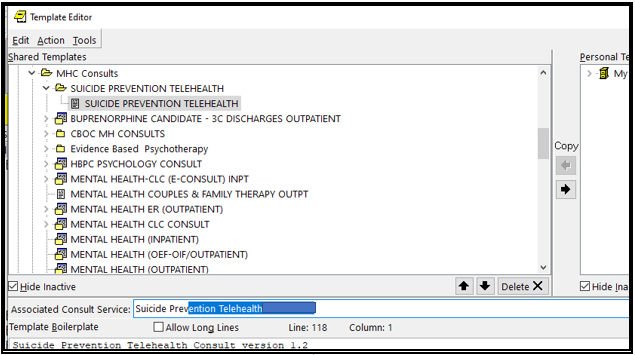 Template Editor
Edit Action Tools
Shared Templates
Personal Te
MHC Consults
My
SUICIDE PREVENTION TELEHEALTH
SUICIDE PREVENTION TELEHEALTH
BUPRENORPHINE CANDIDATE - 3C DISCHARGES OUTPATIENT
CBOC MH CONSULTS
Evidence Based Psychotherapy
Copy
HBPC PSYCHOLOGY CONSULT
MENTAL HEALTH-CLC (E-CONSULT) INPT
MENTAL HEALTH COUPLES & FAMILY THERAPY OUTPT
MENTAL HEALTH ER (OUTPATIENT)
MENTAL HEALTH CLC CONSULT
MENTAL HEALTH (INPATIENT)
MENTAL HEALTH (OEF-OIF/OUTPATIENT)
MENTAL HEALTH (OUTPATIENT)
Hide Inactive
Delete
Hide Ina
Associated Consult Service: Suicide Prevention Telehealth
Template Boilerplate Allow Long Lines Line: 118 Column: 1
Suicide Prevention Telehealth Consult version 1.2